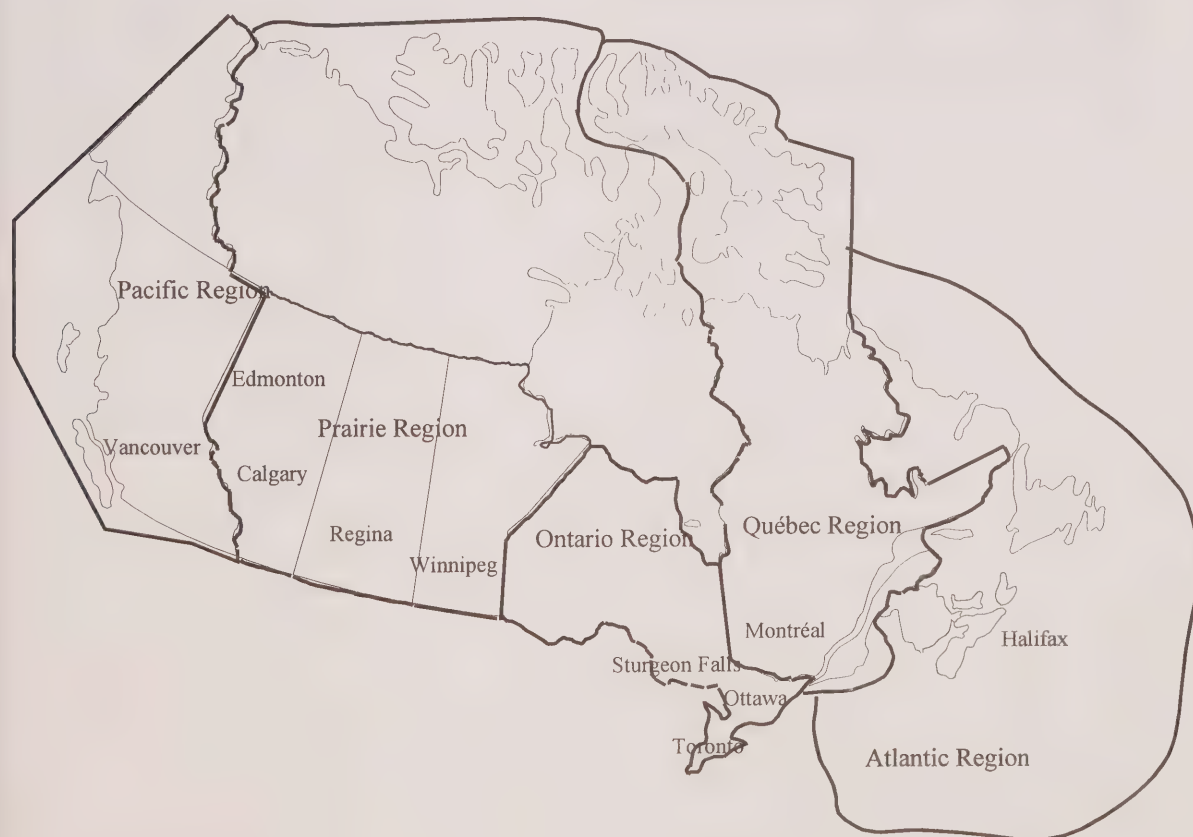 Pacific Region
Edmonton
Prairie Region
Vancouver
Calgary
Regina
Winnipeg
Ontario Region
Québec Region
Montréal
Halifax
Sturgeon Falls
Ottawa
Toronto
Atlantic Region